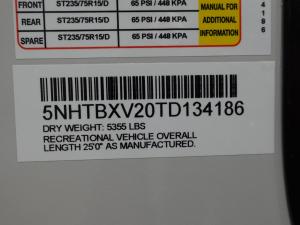 FRONT ST235/75R15/D 65 PSI / 448 KPA MANUAL FOR
REAR ST235/75R15/D 65 PSI / 448 KPA ADDITIONAL
SPARE ST235/75R15/D 65 PSI / 448 KPA INFORMATION
4186
5NHTBXV20TD134186
DRY WEIGHT: 5355 LBS
RECREATIONAL VEHICLE OVERALL
LENGTH 25'0" AS MANUFACTURED.